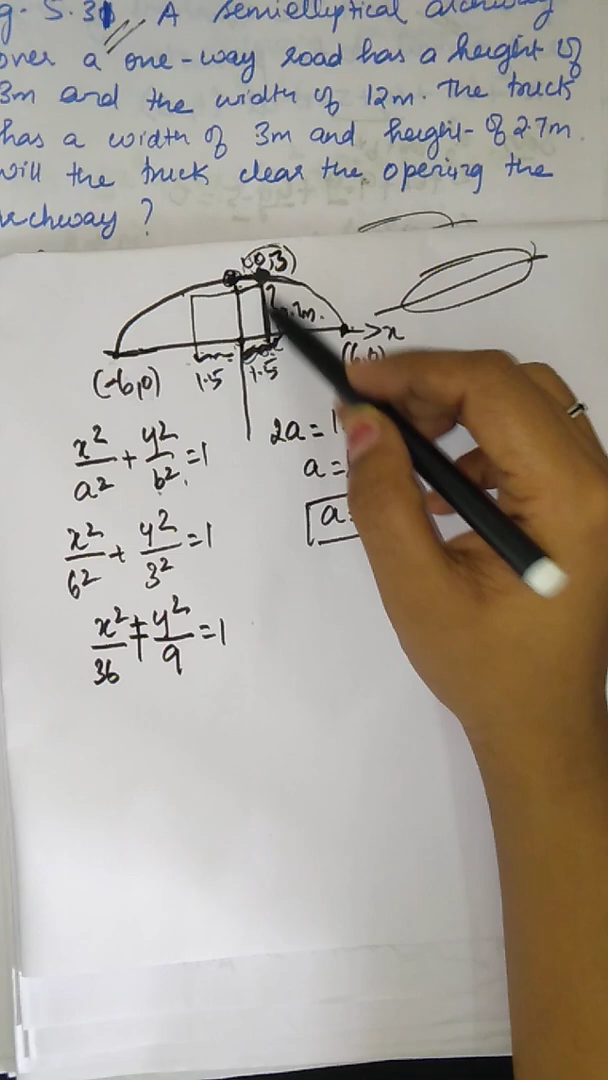 g. 5.31 A semielliptical archway
over a one-way road has a height of
3m and the width of 12m. The truck
has a width of 3m and height of 2.7m.
will the truck clear the opening the
archway ?
(0,3)
x
(-6,0) 1.5 1.5 (6,0)
x²/a² + y²/b² = 1
2a = 1
a =
x²/6² + y²/3² = 1
a
x²/36 + y²/9 = 1